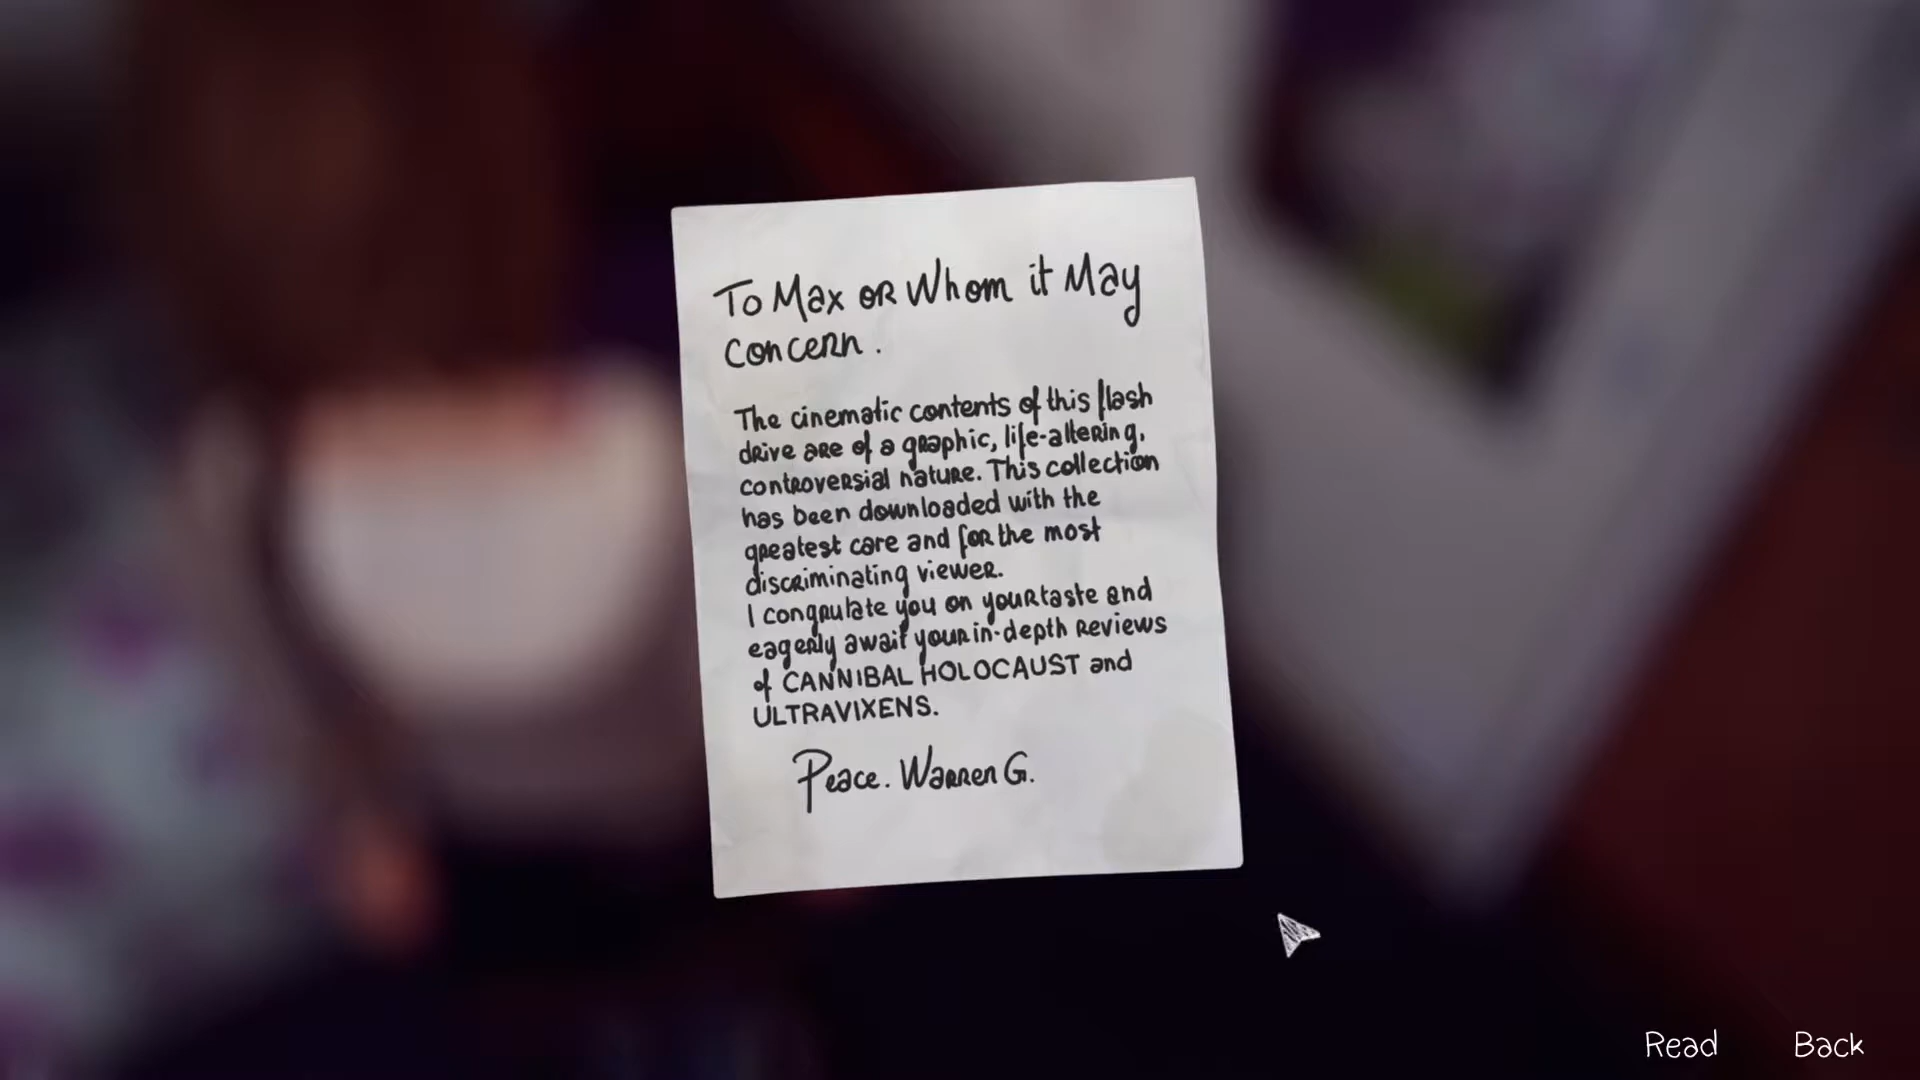 To Max or Whom it May
Concern.
The cinematic contents of this flash
drive are of a graphic, life-altering,
controversial nature. This collection
has been downloaded with the
greatest care and for the most
discriminating viewer.
I congrulate you on your taste and
eagerly await your in-depth reviews
of CANNIBAL HOLOCAUST and
ULTRAVIXENS.
Peace. Warren G.
Read Back